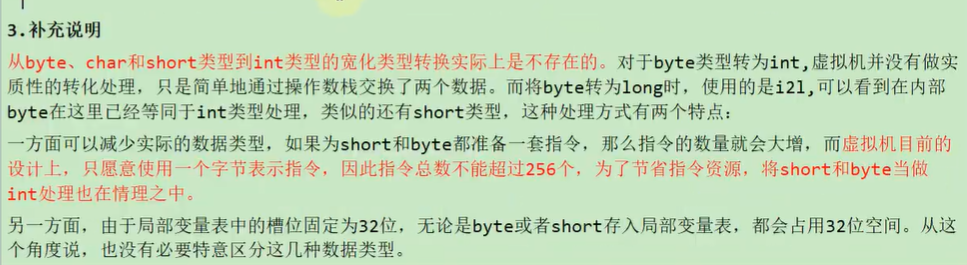 3.补充说明
从byte、char和short类型到int类型的宽化类型转换实际上是不存在的。对于byte类型转为int,虚拟机并没有做实
质性的转化处理，只是简单地通过操作数栈交换了两个数据。而将byte转为long时，使用的是i2l,可以看到在内部
byte在这里已经等同于int类型处理，类似的还有short类型，这种处理方式有两个特点：
一方面可以减少实际的数据类型，如果为short和byte都准备一套指令，那么指令的数量就会大增，而虚拟机目前的
设计上，只愿意使用一个字节表示指令，因此指令总数不能超过256个，为了节省指令资源，将short和byte当做
int处理也在情理之中。
另一方面，由于局部变量表中的槽位固定为32位，无论是byte或者short存入局部变量表，都会占用32位空间。从这
个角度说，也没有必要特意区分这几种数据类型。